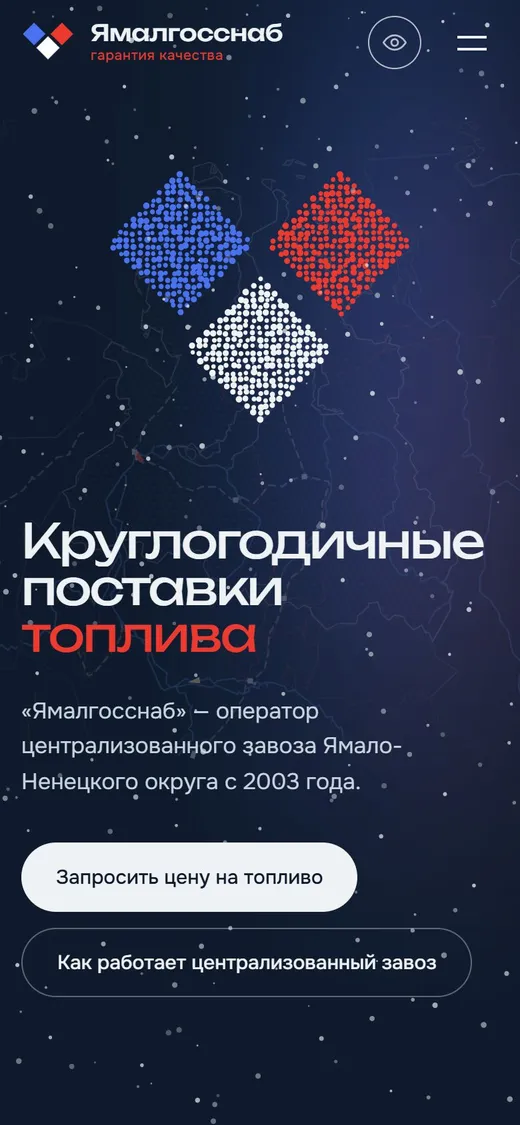 Ямалгосснаб
гарантия качества
Круглогодичные
поставки
топлива
«Ямалгосснаб» — оператор
централизованного завоза Ямало-
Ненецкого округа с 2003 года.
Запросить цену на топливо
Как работает централизованный завоз